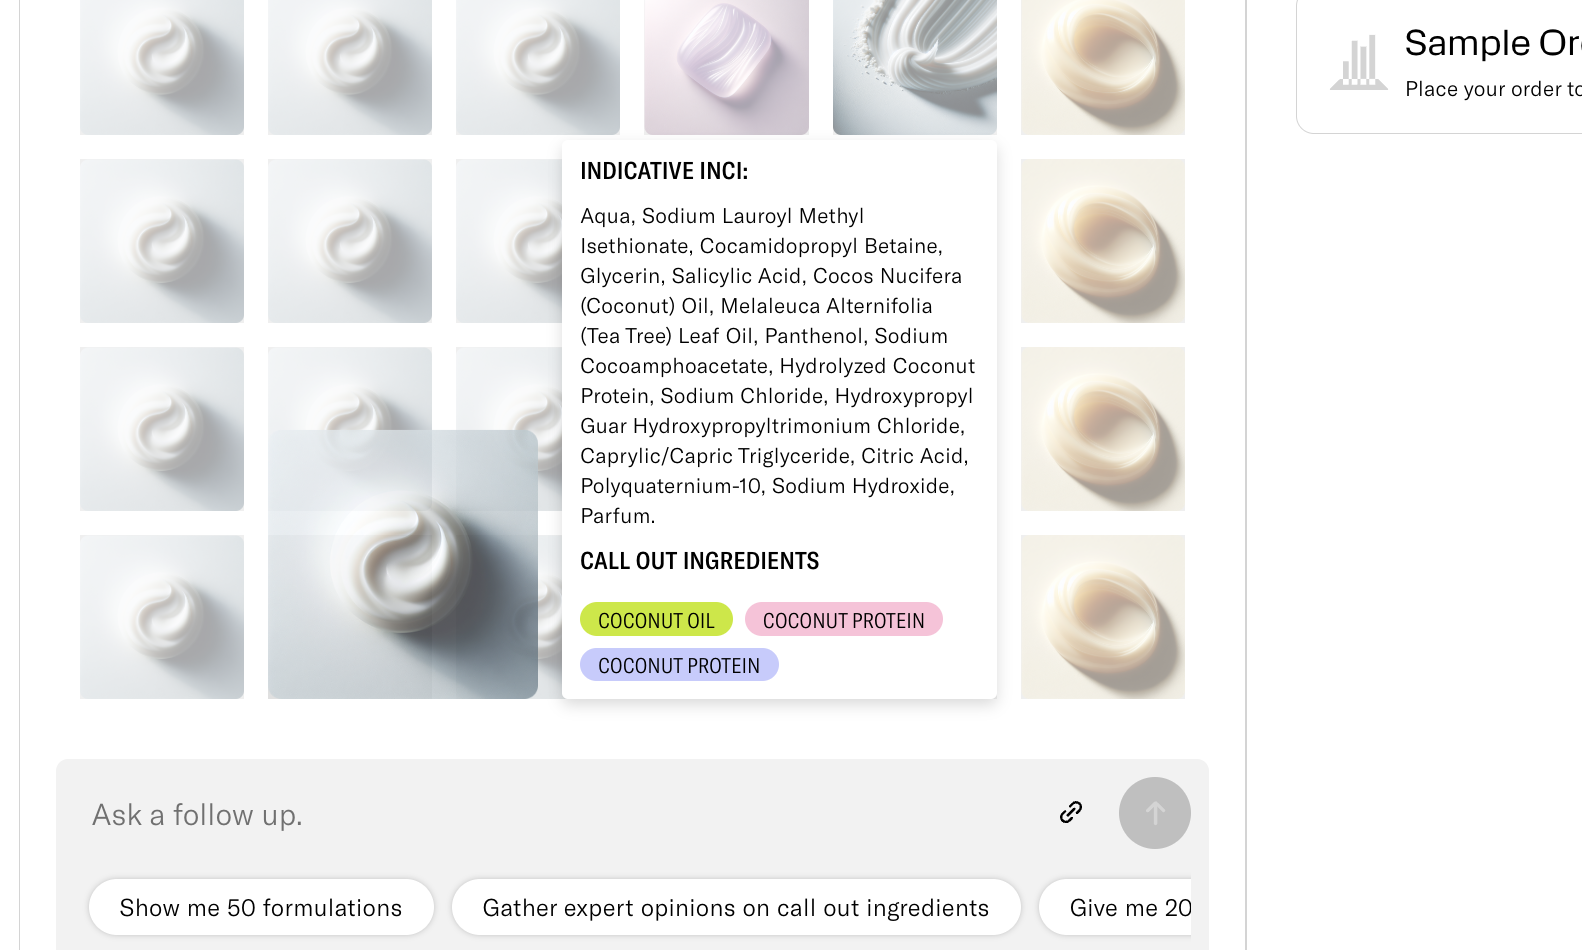 Sample Or
Place your order to
INDICATIVE INCI:
Aqua, Sodium Lauroyl Methyl
Isethionate, Cocamidopropyl Betaine,
Glycerin, Salicylic Acid, Cocos Nucifera
(Coconut) Oil, Melaleuca Alternifolia
(Tea Tree) Leaf Oil, Panthenol, Sodium
Cocoamphoacetate, Hydrolyzed Coconut
Protein, Sodium Chloride, Hydroxypropyl
Guar Hydroxypropyltrimonium Chloride,
Caprylic/Capric Triglyceride, Citric Acid,
Polyquaternium-10, Sodium Hydroxide,
Parfum.
CALL OUT INGREDIENTS
COCONUT OIL COCONUT PROTEIN
COCONUT PROTEIN
Ask a follow up.
Show me 50 formulations Gather expert opinions on call out ingredients Give me 20